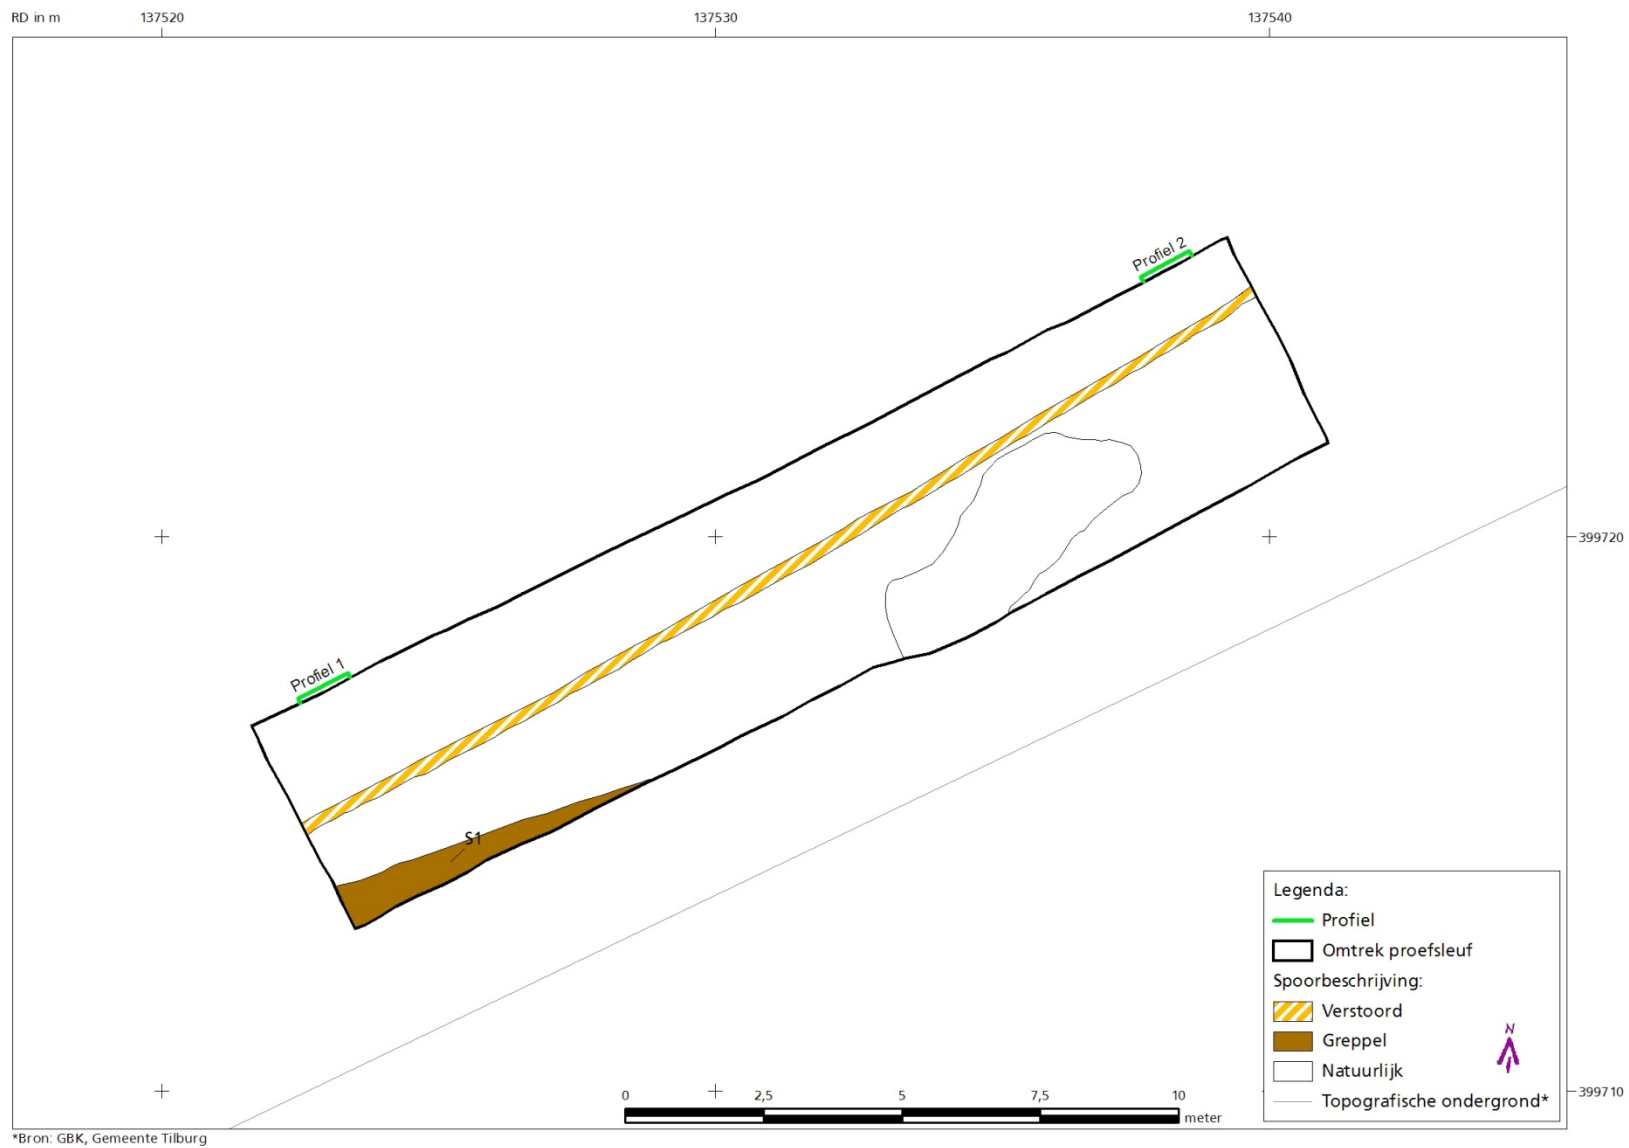 RD in m 137520 137530 137540
Profiel 2
399720
Profiel 1
S1
Legenda:
Profiel
Omtrek proefsleuf
Spoorbeschrijving:
Verstoord
Greppel
Natuurlijk
Topografische ondergrond*
N
399710
0 2,5 5 7,5 10
meter
*Bron: GBK, Gemeente Tilburg